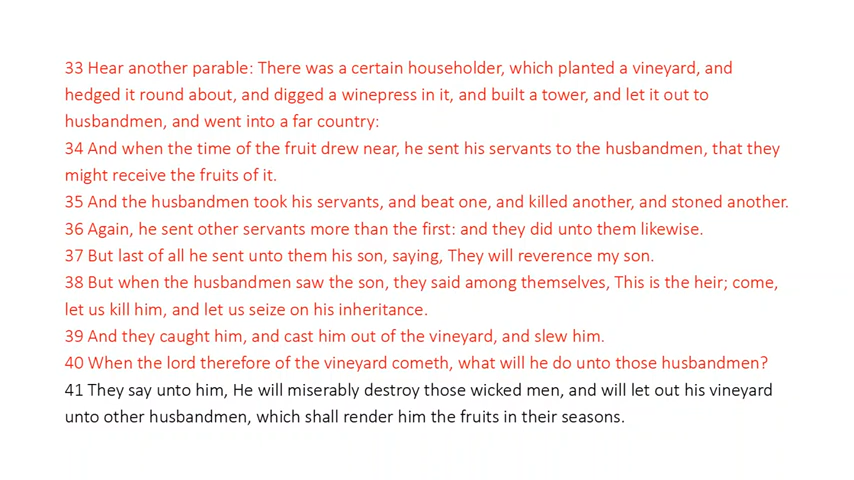 33 Hear another parable: There was a certain householder, which planted a vineyard, and
hedged it round about, and digged a winepress in it, and built a tower, and let it out to
husbandmen, and went into a far country:
34 And when the time of the fruit drew near, he sent his servants to the husbandmen, that they
might receive the fruits of it.
35 And the husbandmen took his servants, and beat one, and killed another, and stoned another.
36 Again, he sent other servants more than the first: and they did unto them likewise.
37 But last of all he sent unto them his son, saying, They will reverence my son.
38 But when the husbandmen saw the son, they said among themselves, This is the heir; come,
let us kill him, and let us seize on his inheritance.
39 And they caught him, and cast him out of the vineyard, and slew him.
40 When the lord therefore of the vineyard cometh, what will he do unto those husbandmen?
41 They say unto him, He will miserably destroy those wicked men, and will let out his vineyard
unto other husbandmen, which shall render him the fruits in their seasons.